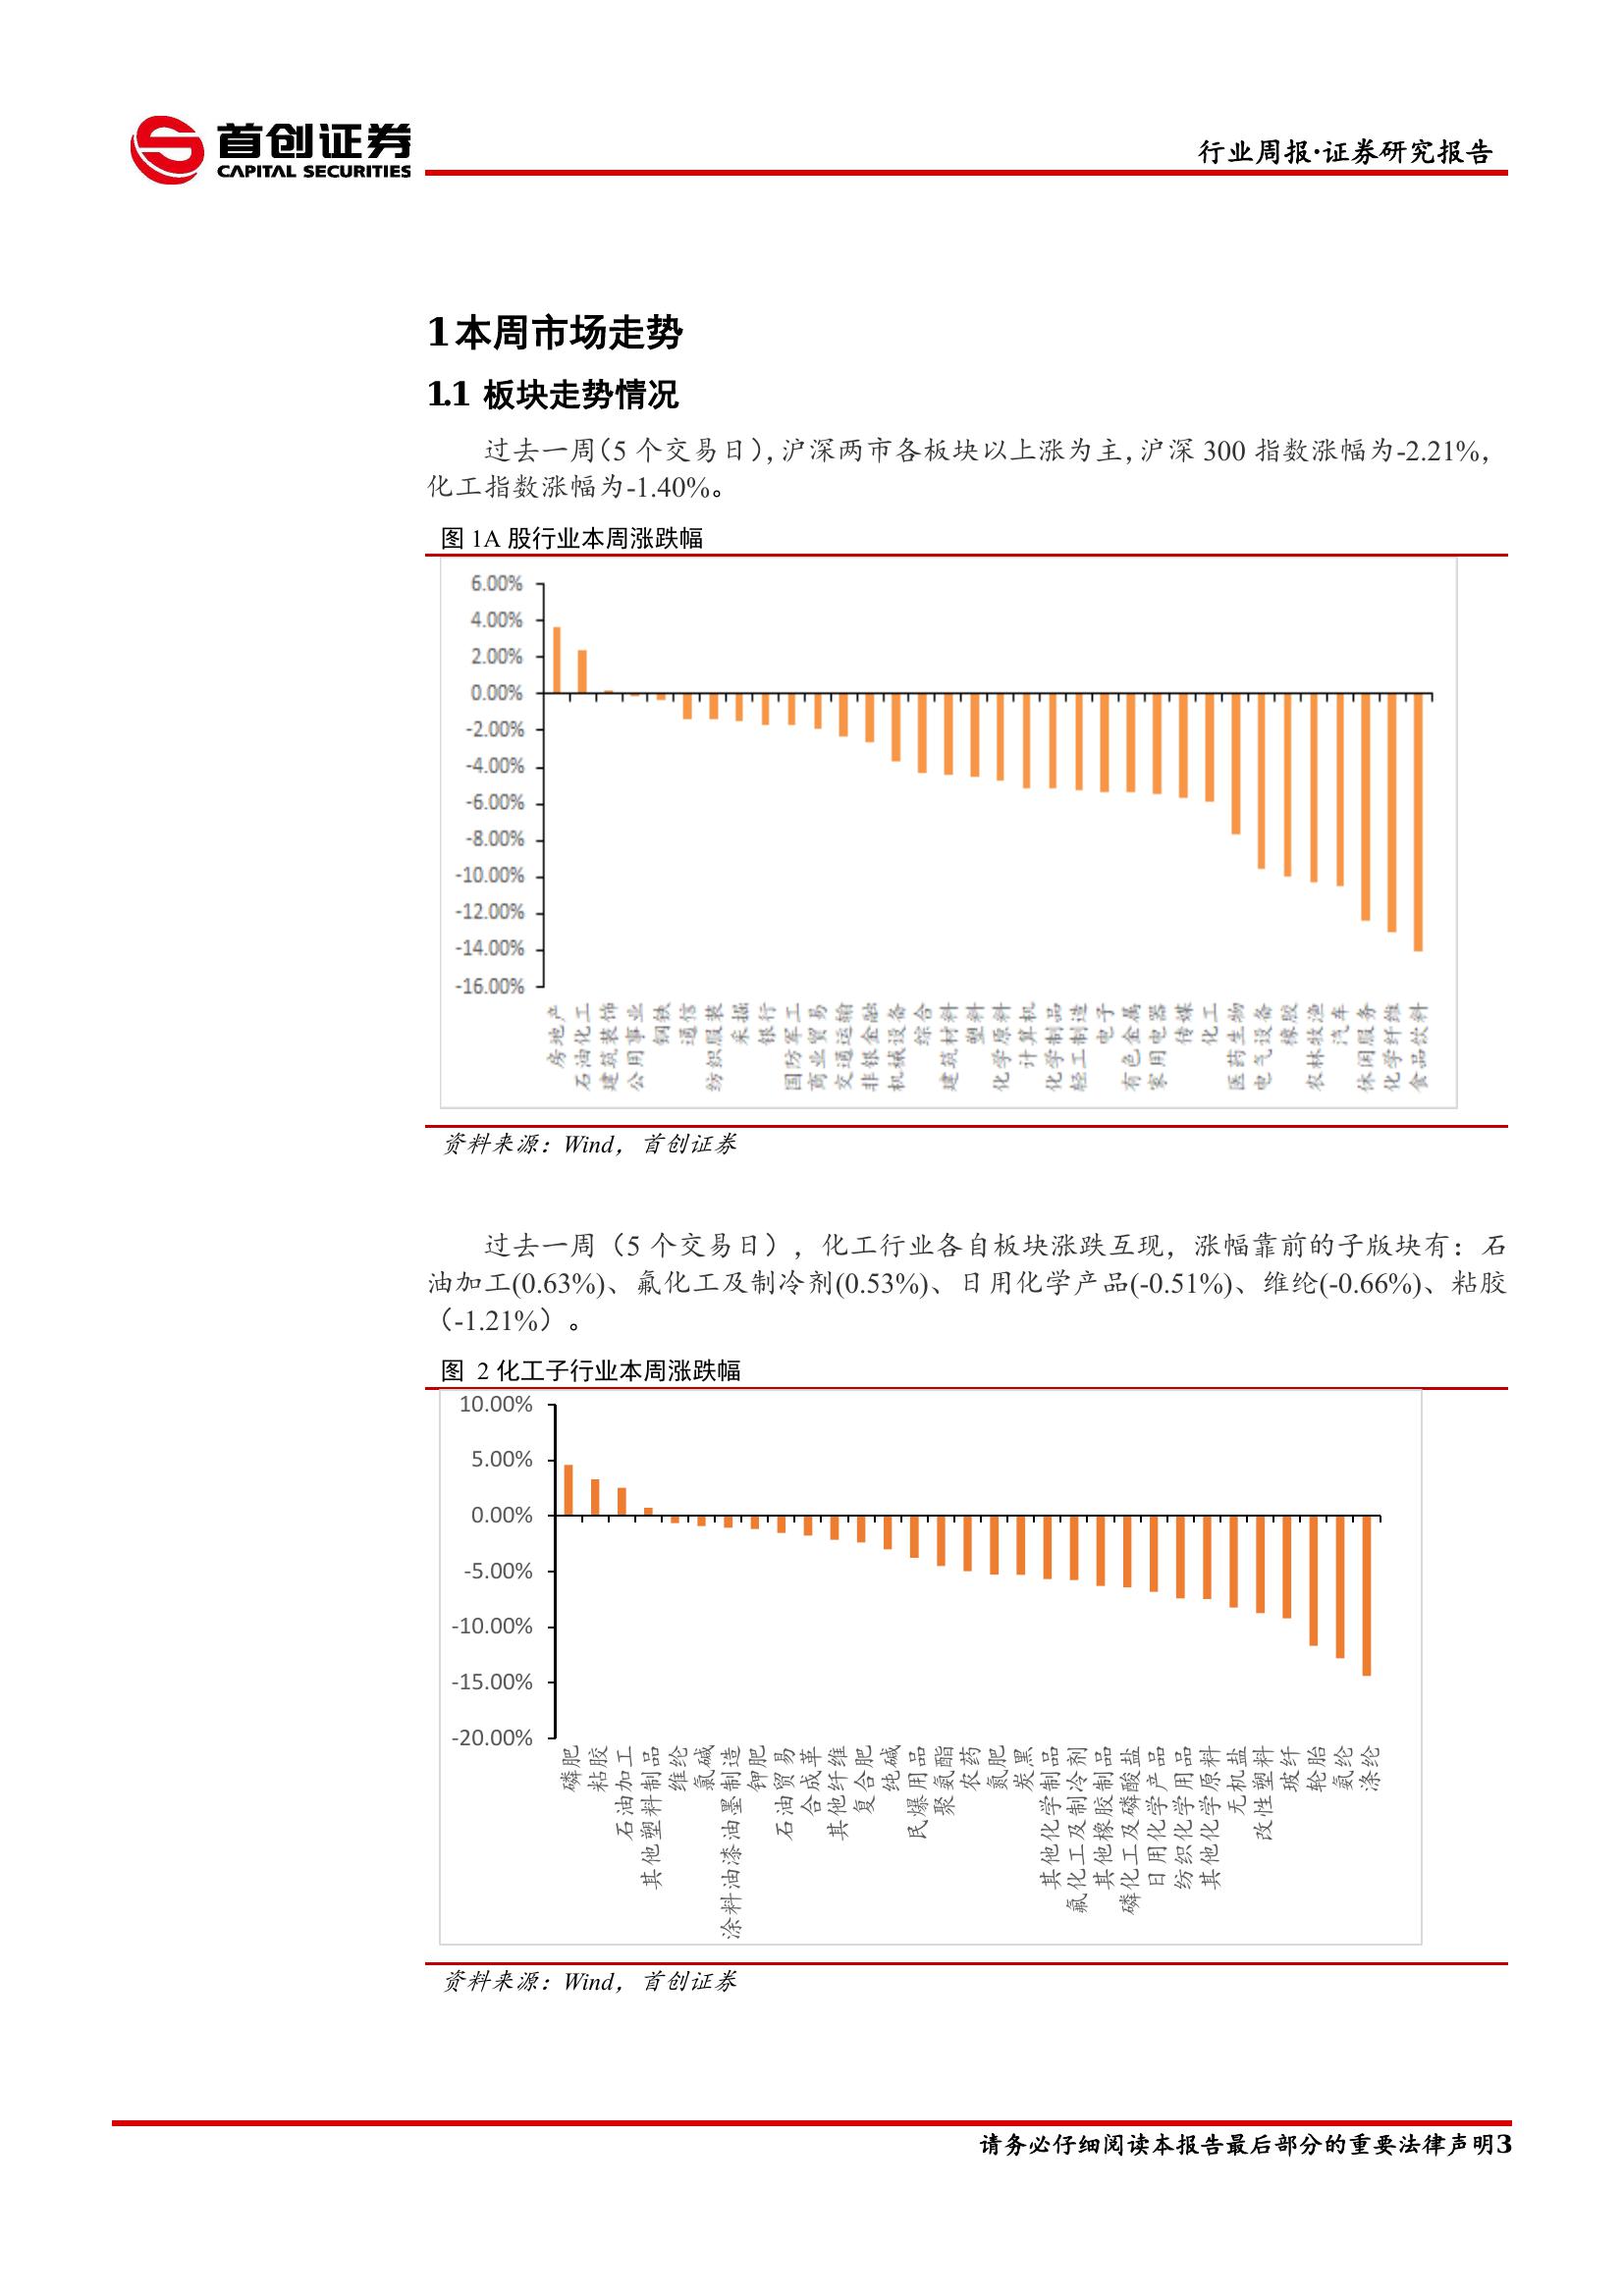 首创证券
CAPITAL SECURITIES
行业周报·证券研究报告
1本周市场走势
1.1 板块走势情况
过去一周（5 个交易日），沪深两市各板块以上涨为主，沪深 300 指数涨幅为-2.21%，
化工指数涨幅为-1.40%。
图 1A 股行业本周涨跌幅
6.00%
4.00%
2.00%
0.00%
-2.00%
-4.00%
-6.00%
-8.00%
-10.00%
-12.00%
-14.00%
-16.00%
房地产
石油化工
建筑装饰
公用事业
钢铁
通信
纺织服装
采掘
银行
国防军工
商业贸易
交通运输
非银金融
机械设备
综合
建筑材料
塑料
化学原料
计算机
化学制品
轻工制造
电子
有色金属
家用电器
传媒
化工
医药生物
电气设备
橡胶
农林牧渔
汽车
休闲服务
化学纤维
食品饮料
资料来源：Wind，首创证券
过去一周（5 个交易日），化工行业各自板块涨跌互现，涨幅靠前的子版块有：石
油加工(0.63%)、氟化工及制冷剂(0.53%)、日用化学产品(-0.51%)、维纶(-0.66%)、粘胶
（-1.21%）。
图 2 化工子行业本周涨跌幅
10.00%
5.00%
0.00%
-5.00%
-10.00%
-15.00%
-20.00%
磷肥
粘胶
石油加工
其他塑料制品
维纶
氯碱
涂料油漆油墨制造
钾肥
石油贸易
合成革
其他纤维
复合肥
纯碱
民爆用品
聚氨酯
农药
氮肥
炭黑
其他化学制品
氟化工及制冷剂
其他橡胶制品
磷化工及磷酸盐
日用化学产品
纺织化学用品
其他化学原料
无机盐
改性塑料
玻纤
轮胎
氨纶
涤纶
资料来源：Wind，首创证券
请务必仔细阅读本报告最后部分的重要法律声明3